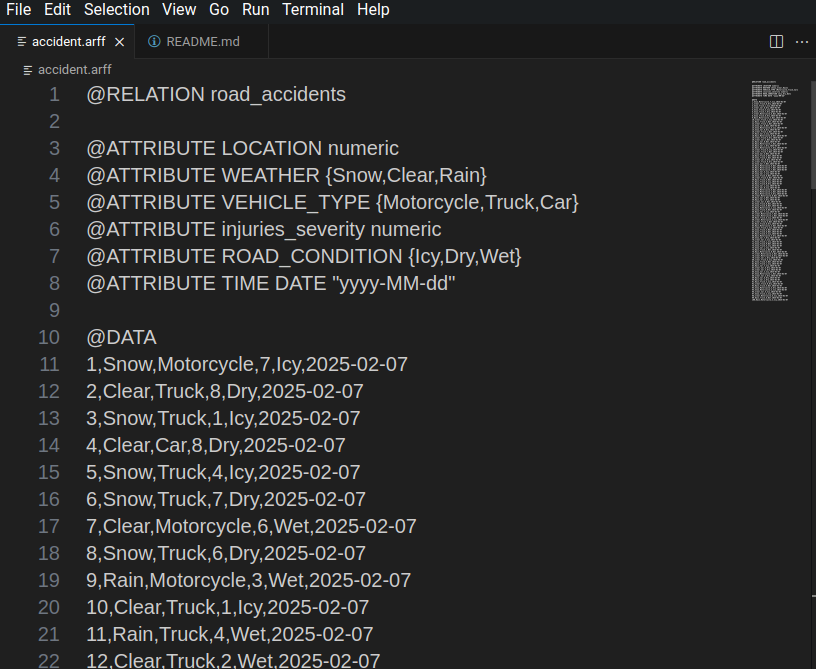 File Edit Selection View Go Run Terminal Help
accident.arff README.md
accident.arff
1 @RELATION road_accidents
2
3 @ATTRIBUTE LOCATION numeric
4 @ATTRIBUTE WEATHER {Snow,Clear,Rain}
5 @ATTRIBUTE VEHICLE_TYPE {Motorcycle,Truck,Car}
6 @ATTRIBUTE injuries_severity numeric
7 @ATTRIBUTE ROAD_CONDITION {Icy,Dry,Wet}
8 @ATTRIBUTE TIME DATE "yyyy-MM-dd"
9
10 @DATA
11 1,Snow,Motorcycle,7,Icy,2025-02-07
12 2,Clear,Truck,8,Dry,2025-02-07
13 3,Snow,Truck,1,Icy,2025-02-07
14 4,Clear,Car,8,Dry,2025-02-07
15 5,Snow,Truck,4,Icy,2025-02-07
16 6,Snow,Truck,7,Dry,2025-02-07
17 7,Clear,Motorcycle,6,Wet,2025-02-07
18 8,Snow,Truck,6,Dry,2025-02-07
19 9,Rain,Motorcycle,3,Wet,2025-02-07
20 10,Clear,Truck,1,Icy,2025-02-07
21 11,Rain,Truck,4,Wet,2025-02-07
22 12,Clear,Truck,2,Wet,2025-02-07